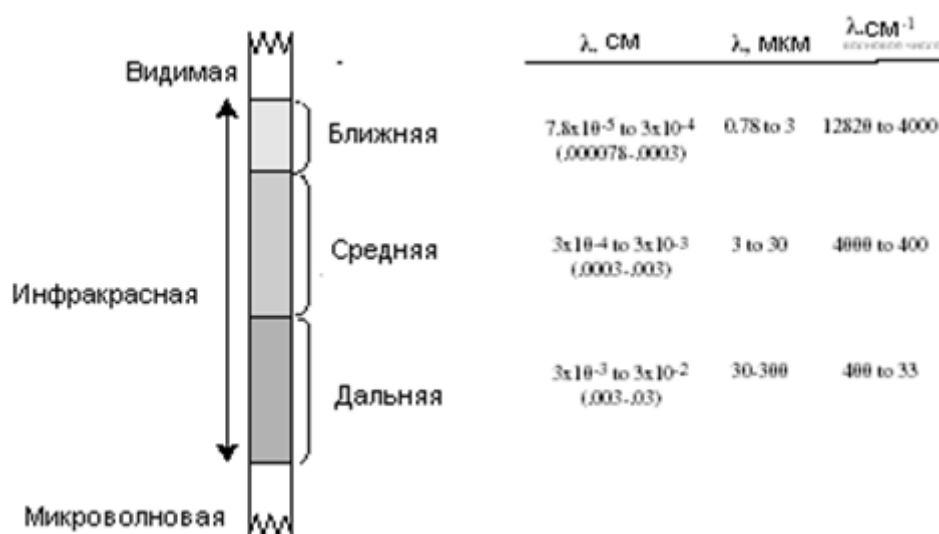 λ, СМ λ, МКМ λ.СМ-1
Видимая
Ближняя 7.8x10-5 to 3x10-4 0.78 to 3 12820 to 4000
(.000078-.0003)
Средняя 3x10-4 to 3x10-3 3 to 30 4000 to 400
(.0003-.003)
Инфракрасная
Дальняя 3x10-3 to 3x10-2 30-300 400 to 33
(.003-.03)
Микроволновая